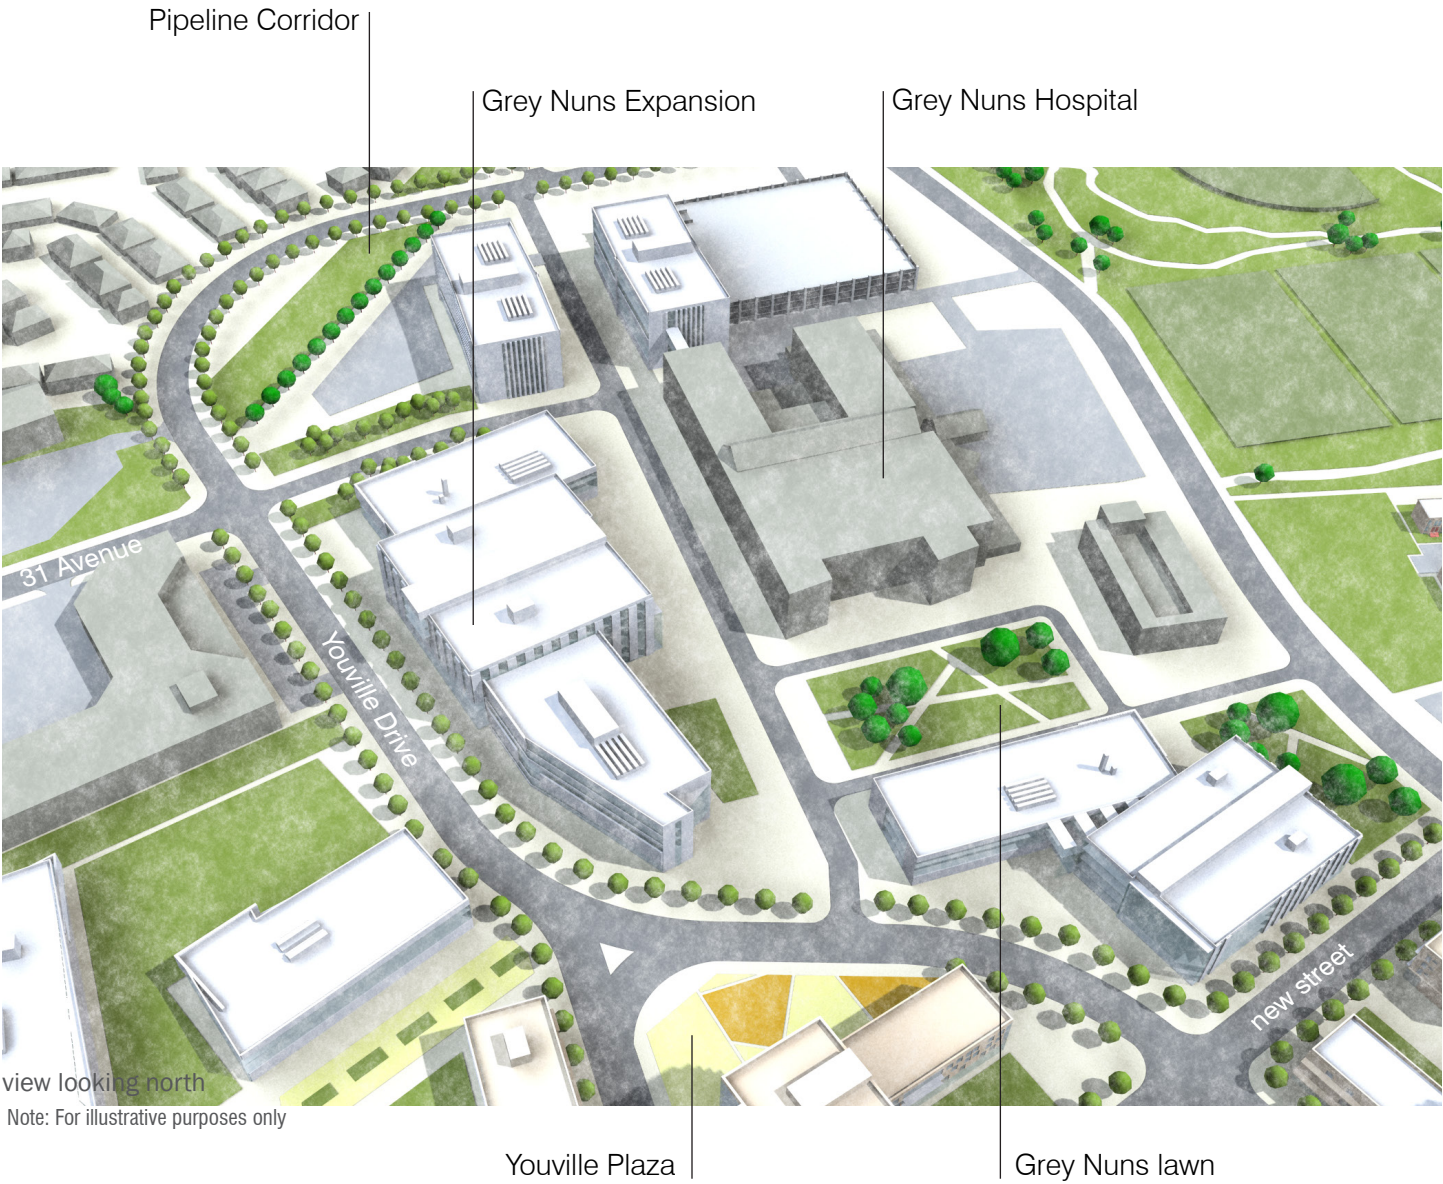 Pipeline Corridor
Grey Nuns Expansion
Grey Nuns Hospital
31 Avenue
Youville Drive
new street
view looking north
Note: For illustrative purposes only
Youville Plaza
Grey Nuns lawn